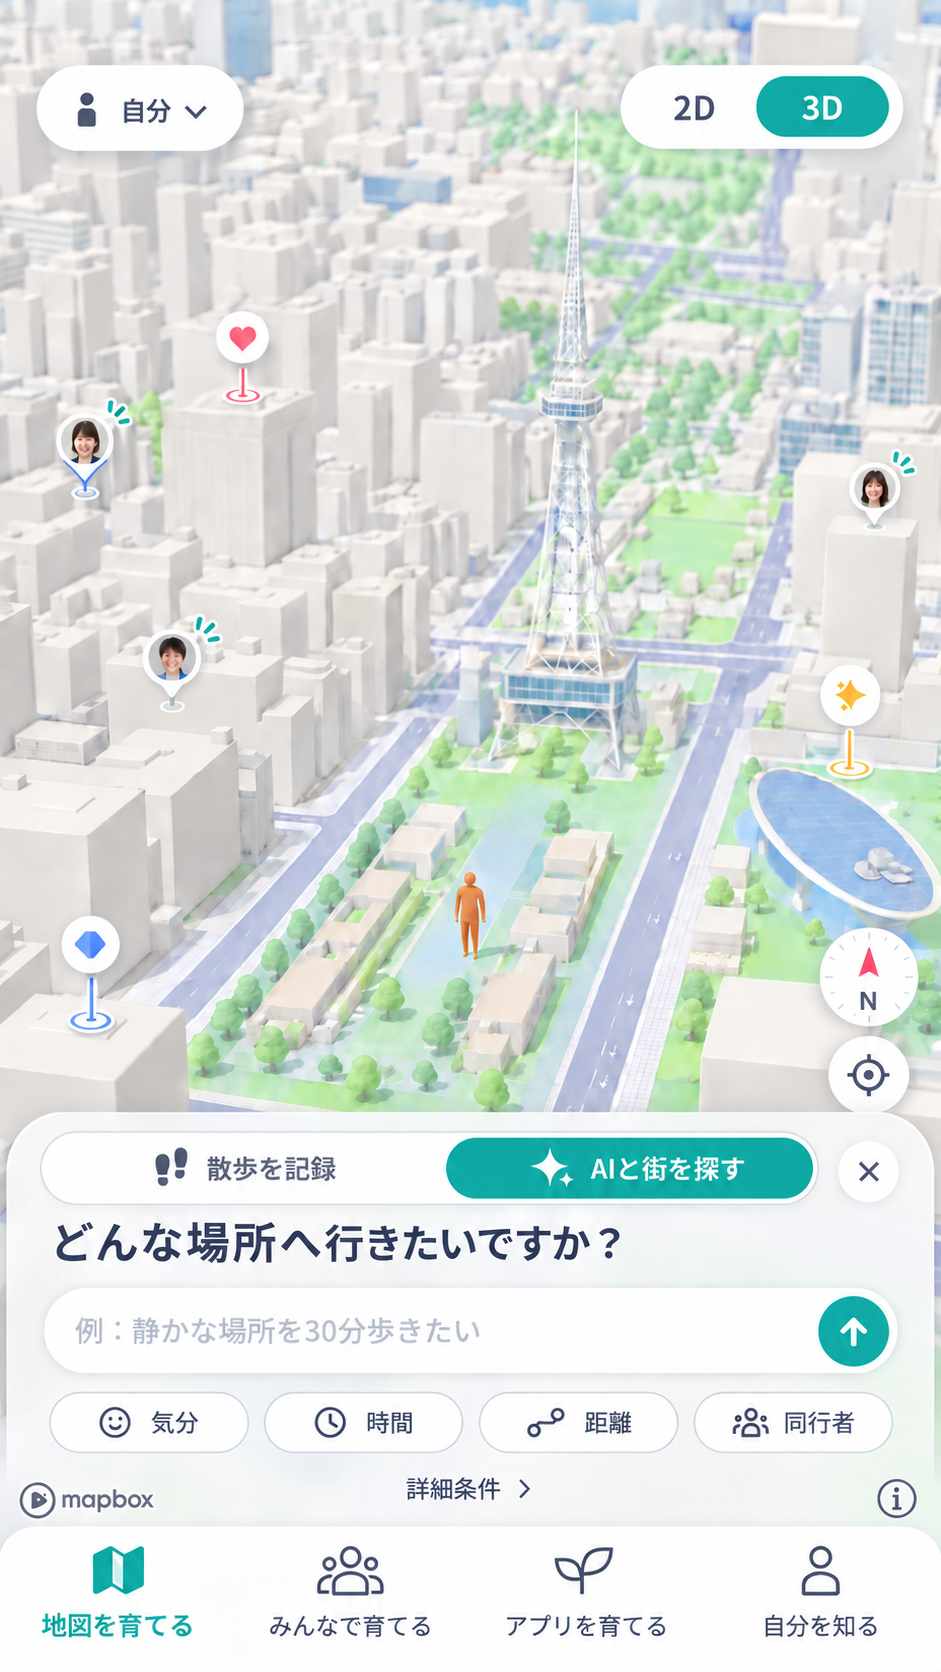 自分
2D
3D
N
散歩を記録
AIと街を探す
どんな場所へ行きたいですか？
例：静かな場所を30分歩きたい
気分
時間
距離
同行者
詳細条件
mapbox
地図を育てる
みんなで育てる
アプリを育てる
自分を知る